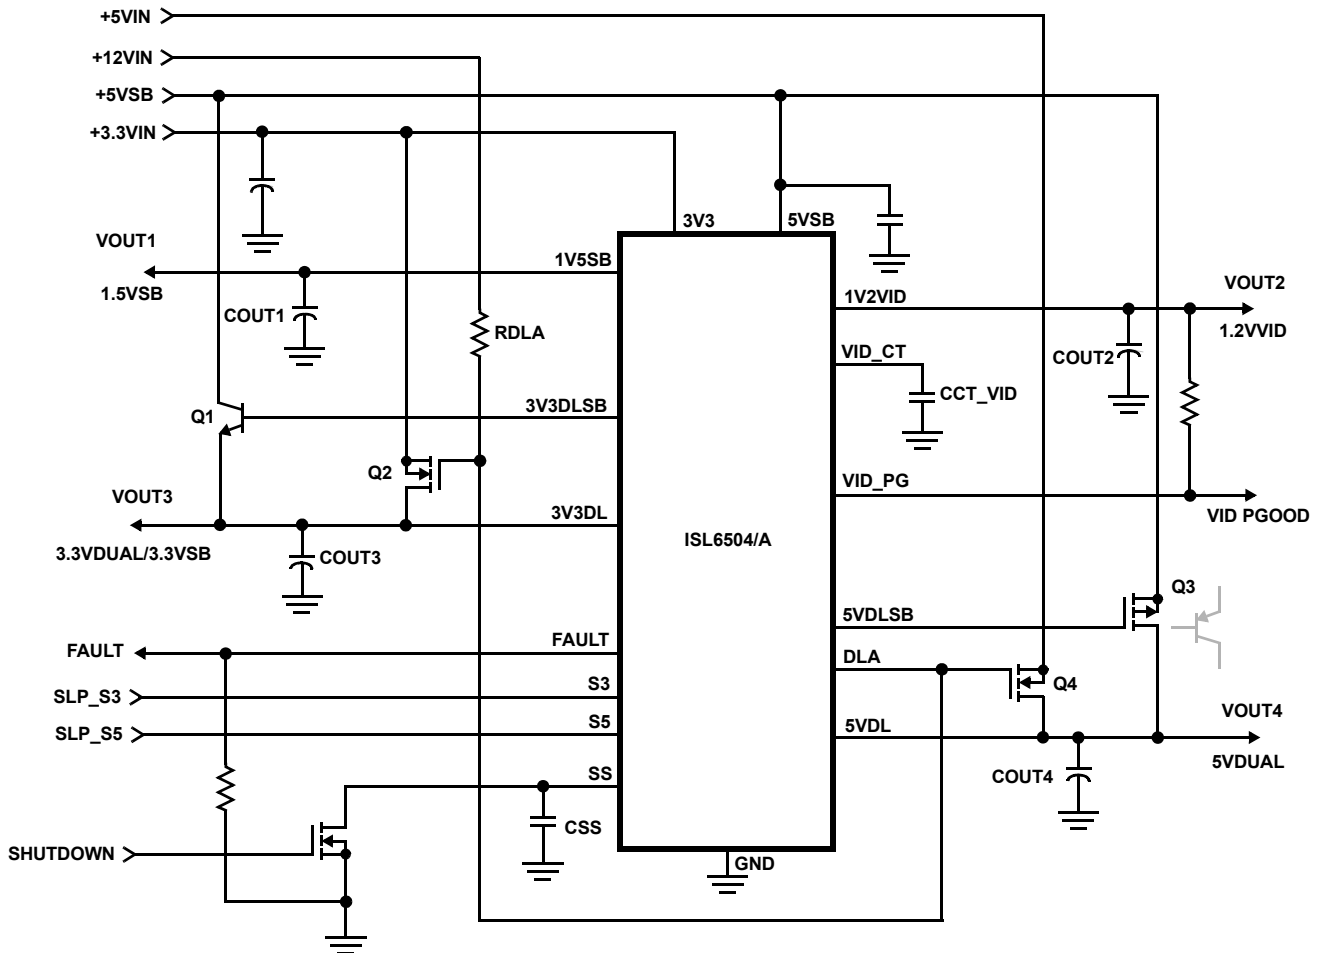 +5VIN
+12VIN
+5VSB
+3.3VIN
3V3
5VSB
VOUT1
1V5SB
1.5VSB
COUT1
RDLA
1V2VID
VOUT2
1.2VVID
COUT2
VID_CT
CCT_VID
Q1
3V3DLSB
Q2
VID_PG
VID PGOOD
VOUT3
3V3DL
3.3VDUAL/3.3VSB
COUT3
ISL6504/A
Q3
5VDLSB
FAULT
FAULT
DLA
Q4
SLP_S3
S3
SLP_S5
S5
5VDL
VOUT4
5VDUAL
COUT4
SS
CSS
SHUTDOWN
GND